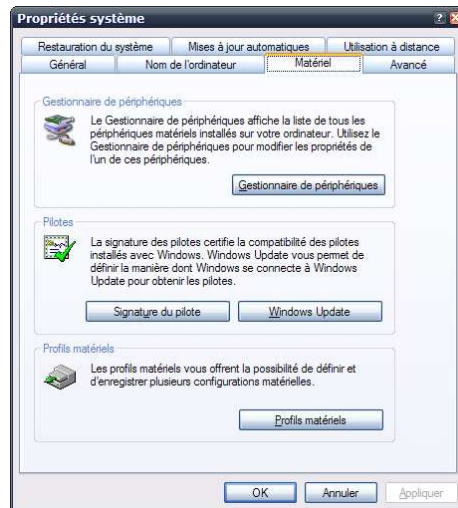 Propriétés système
Restauration du système
Mises à jour automatiques
Utilisation à distance
Général
Nom de l'ordinateur
Matériel
Avancé
Gestionnaire de périphériques
Le Gestionnaire de périphériques affiche la liste de tous les
périphériques matériels installés sur votre ordinateur. Utilisez le
Gestionnaire de périphériques pour modifier les propriétés de
l'un de ces périphériques.
Gestionnaire de périphériques
Pilotes
La signature des pilotes certifie la compatibilité des pilotes
installés avec Windows. Windows Update vous permet de
définir la manière dont Windows se connecte à Windows
Update pour obtenir les pilotes.
Signature du pilote
Windows Update
Profils matériels
Les profils matériels vous offrent la possibilité de définir et
d'enregistrer plusieurs configurations matérielles.
Profils matériels
OK
Annuler
Appliquer